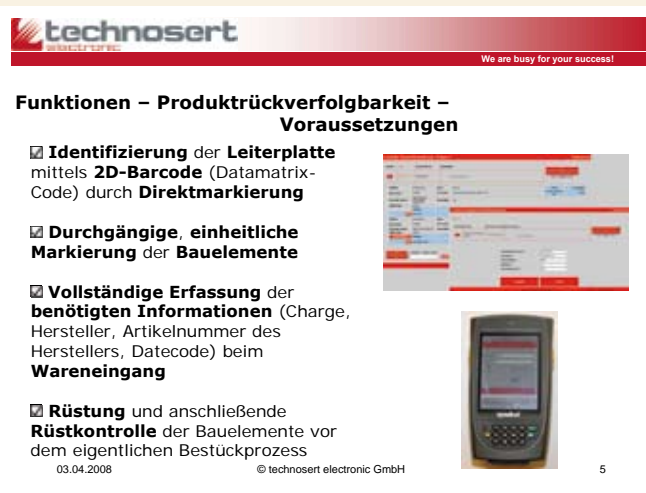 technosert
electronic
We are busy for your success!
Funktionen – Produktrückverfolgbarkeit –
Voraussetzungen
Identifizierung der Leiterplatte
mittels 2D-Barcode (Datamatrix-
Code) durch Direktmarkierung
Durchgängige, einheitliche
Markierung der Bauelemente
Vollständige Erfassung der
benötigten Informationen (Charge,
Hersteller, Artikelnummer des
Herstellers, Datecode) beim
Wareneingang
Rüstung und anschließende
Rüstkontrolle der Bauelemente vor
dem eigentlichen Bestückprozess
symbol
03.04.2008
© technosert electronic GmbH
5